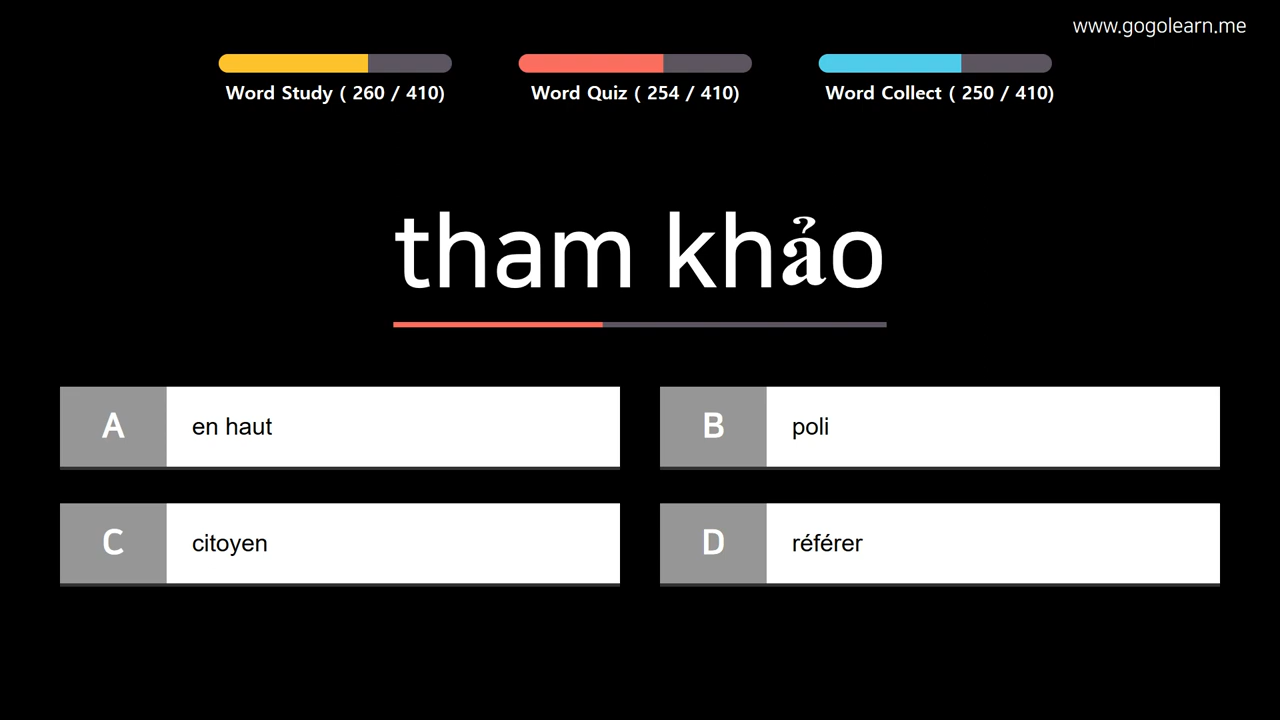 www.gogolearn.me
Word Study ( 260 / 410)
Word Quiz ( 254 / 410)
Word Collect ( 250 / 410)
tham khảo
A en haut
B poli
C citoyen
D référer